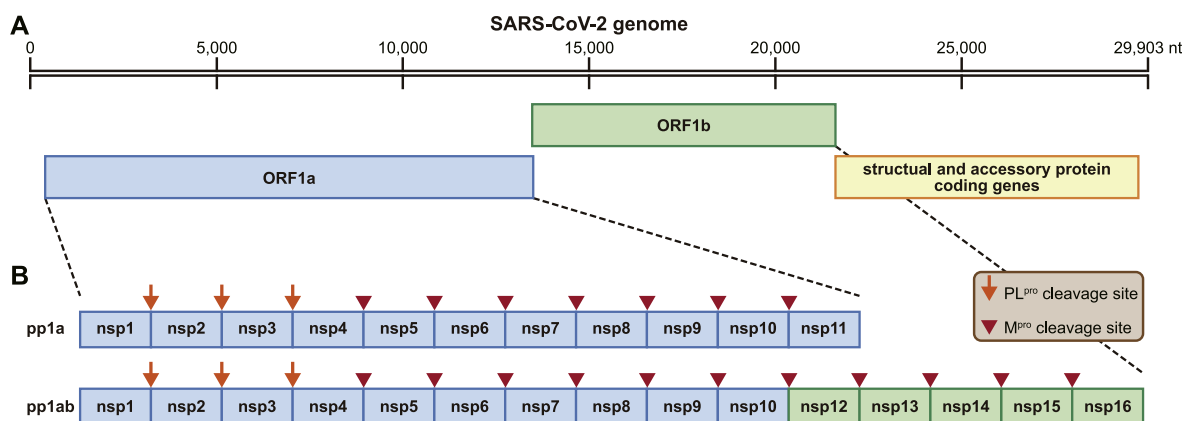 A
SARS-CoV-2 genome
0 5,000 10,000 15,000 20,000 25,000 29,903 nt
ORF1b
ORF1a
structual and accessory protein
coding genes
B
PLpro cleavage site
Mpro cleavage site
pp1a nsp1 nsp2 nsp3 nsp4 nsp5 nsp6 nsp7 nsp8 nsp9 nsp10 nsp11
pp1ab nsp1 nsp2 nsp3 nsp4 nsp5 nsp6 nsp7 nsp8 nsp9 nsp10 nsp12 nsp13 nsp14 nsp15 nsp16